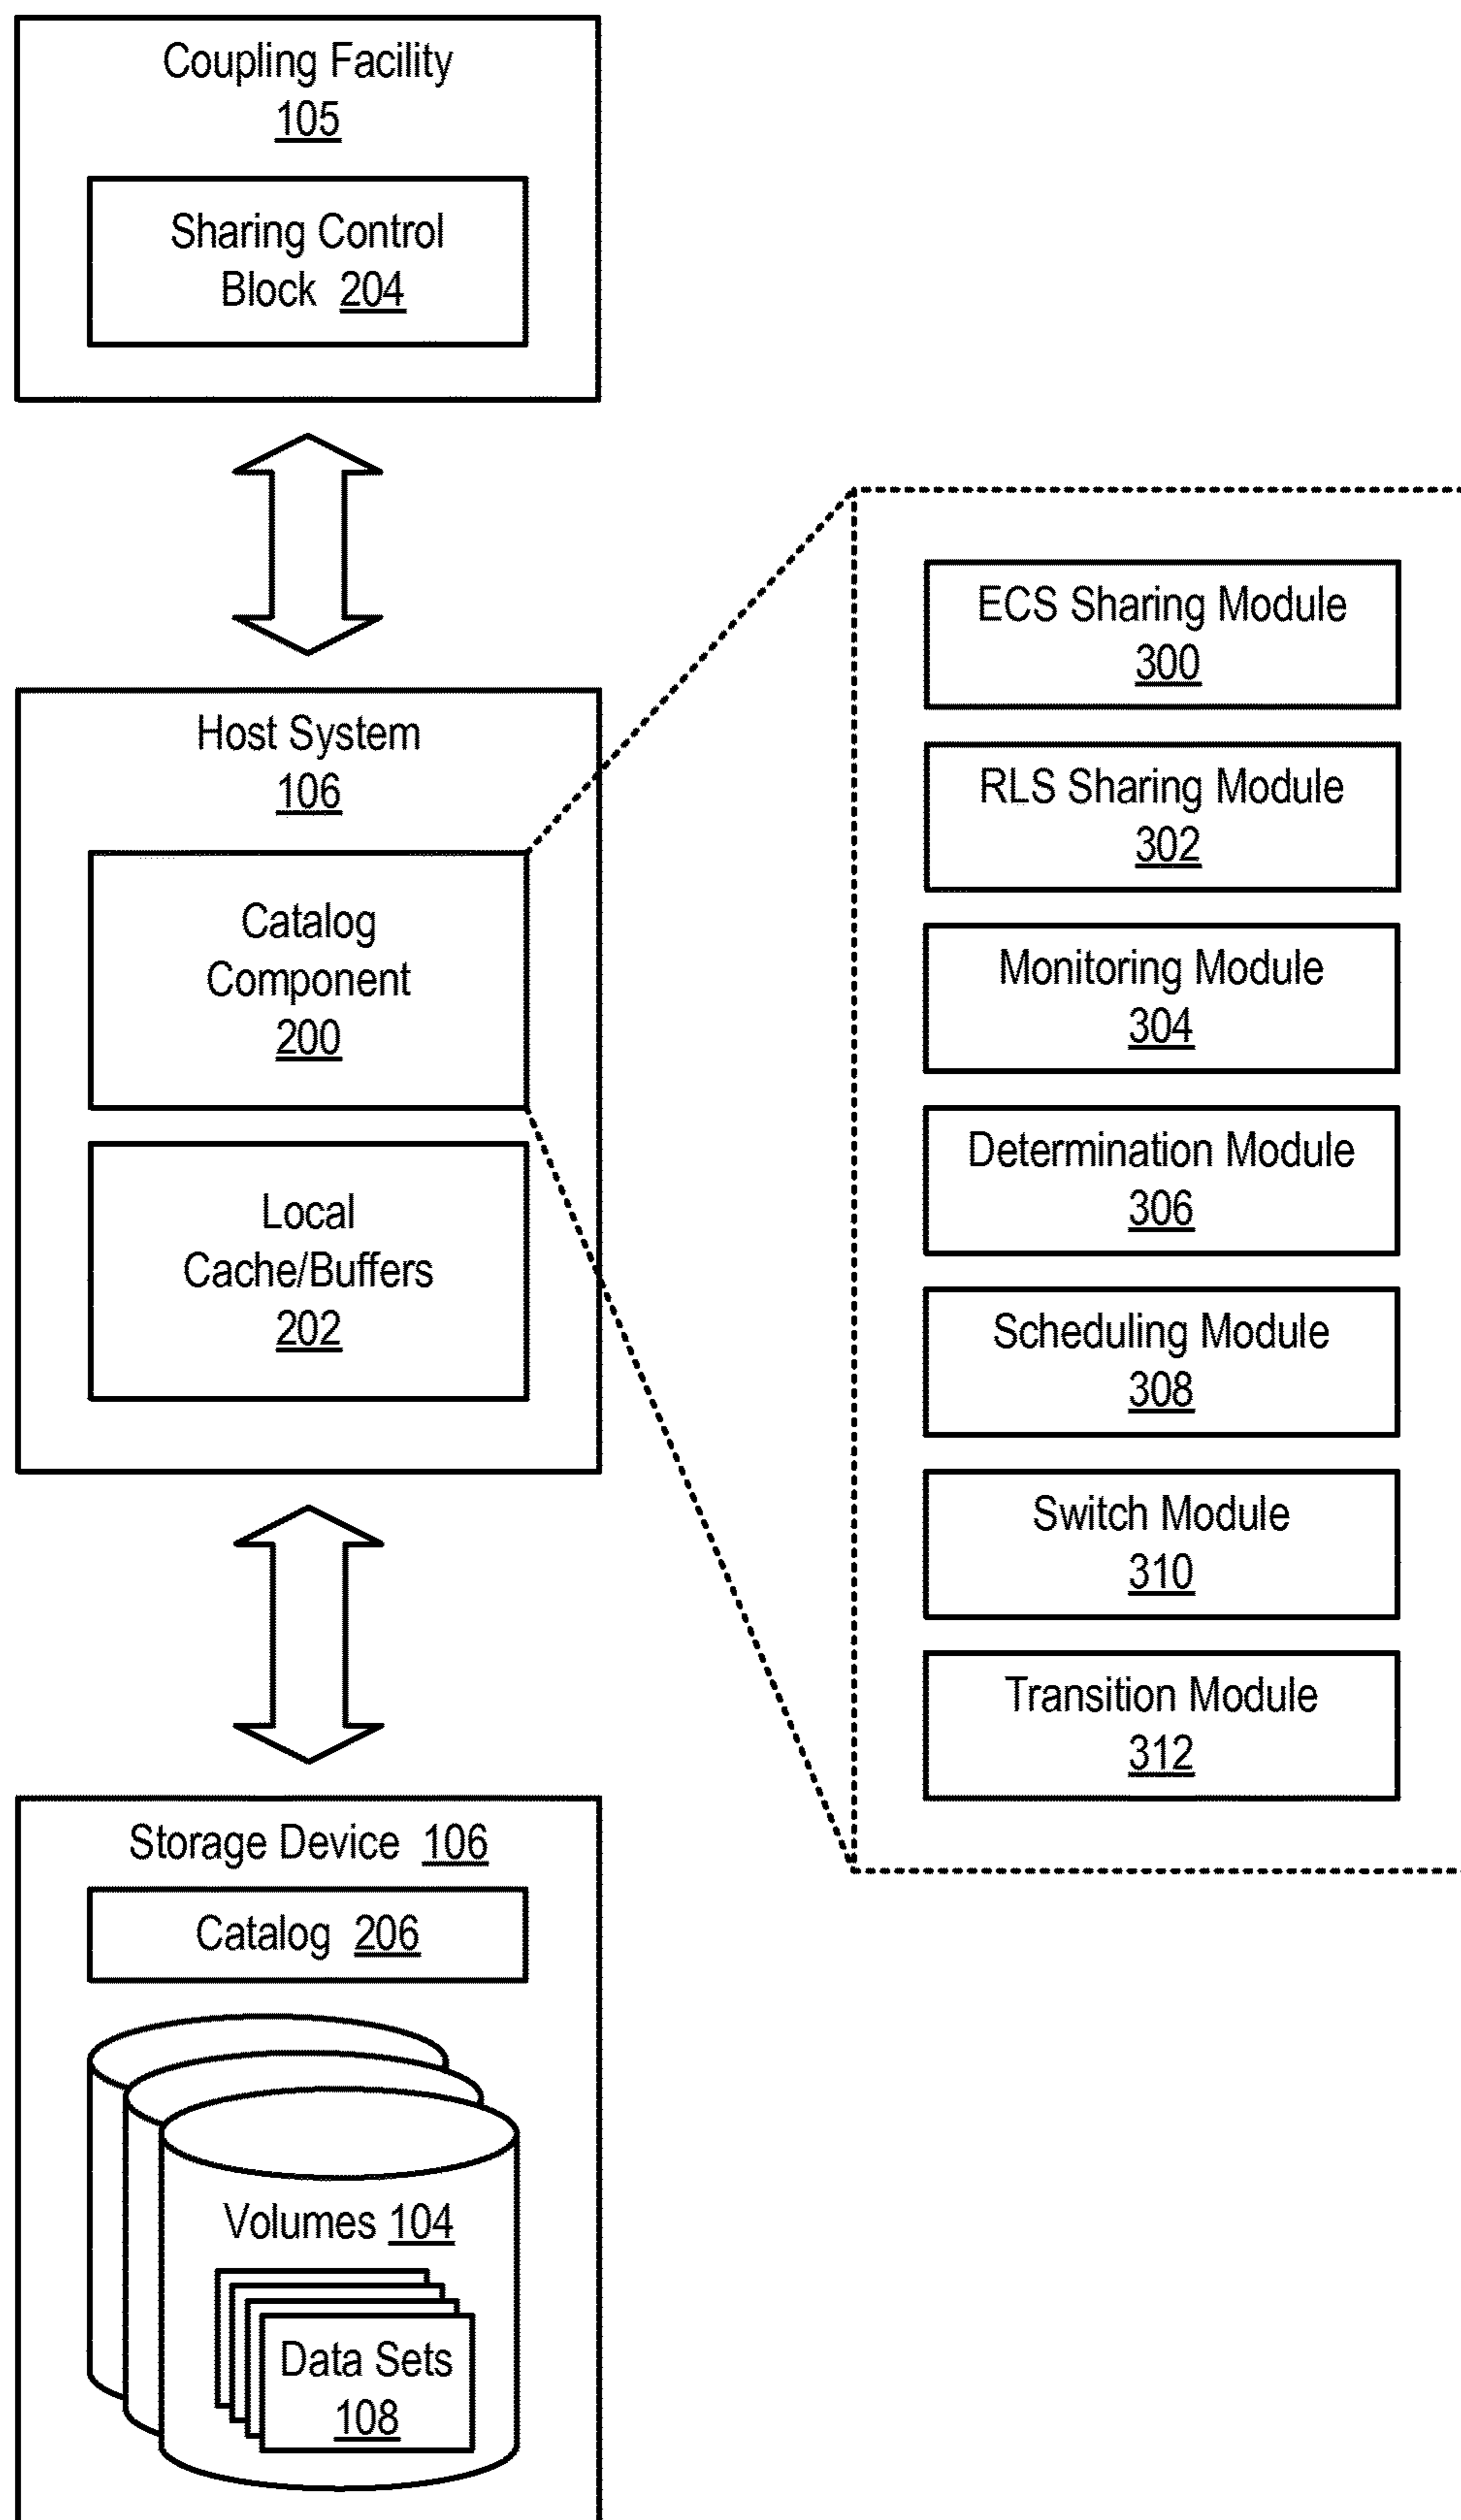 Coupling Facility
105
Sharing Control
Block 204
Host System
106
Catalog
Component
200
Local
Cache/Buffers
202
Storage Device 106
Catalog 206
Volumes 104
Data Sets
108
ECS Sharing Module
300
RLS Sharing Module
302
Monitoring Module
304
Determination Module
306
Scheduling Module
308
Switch Module
310
Transition Module
312